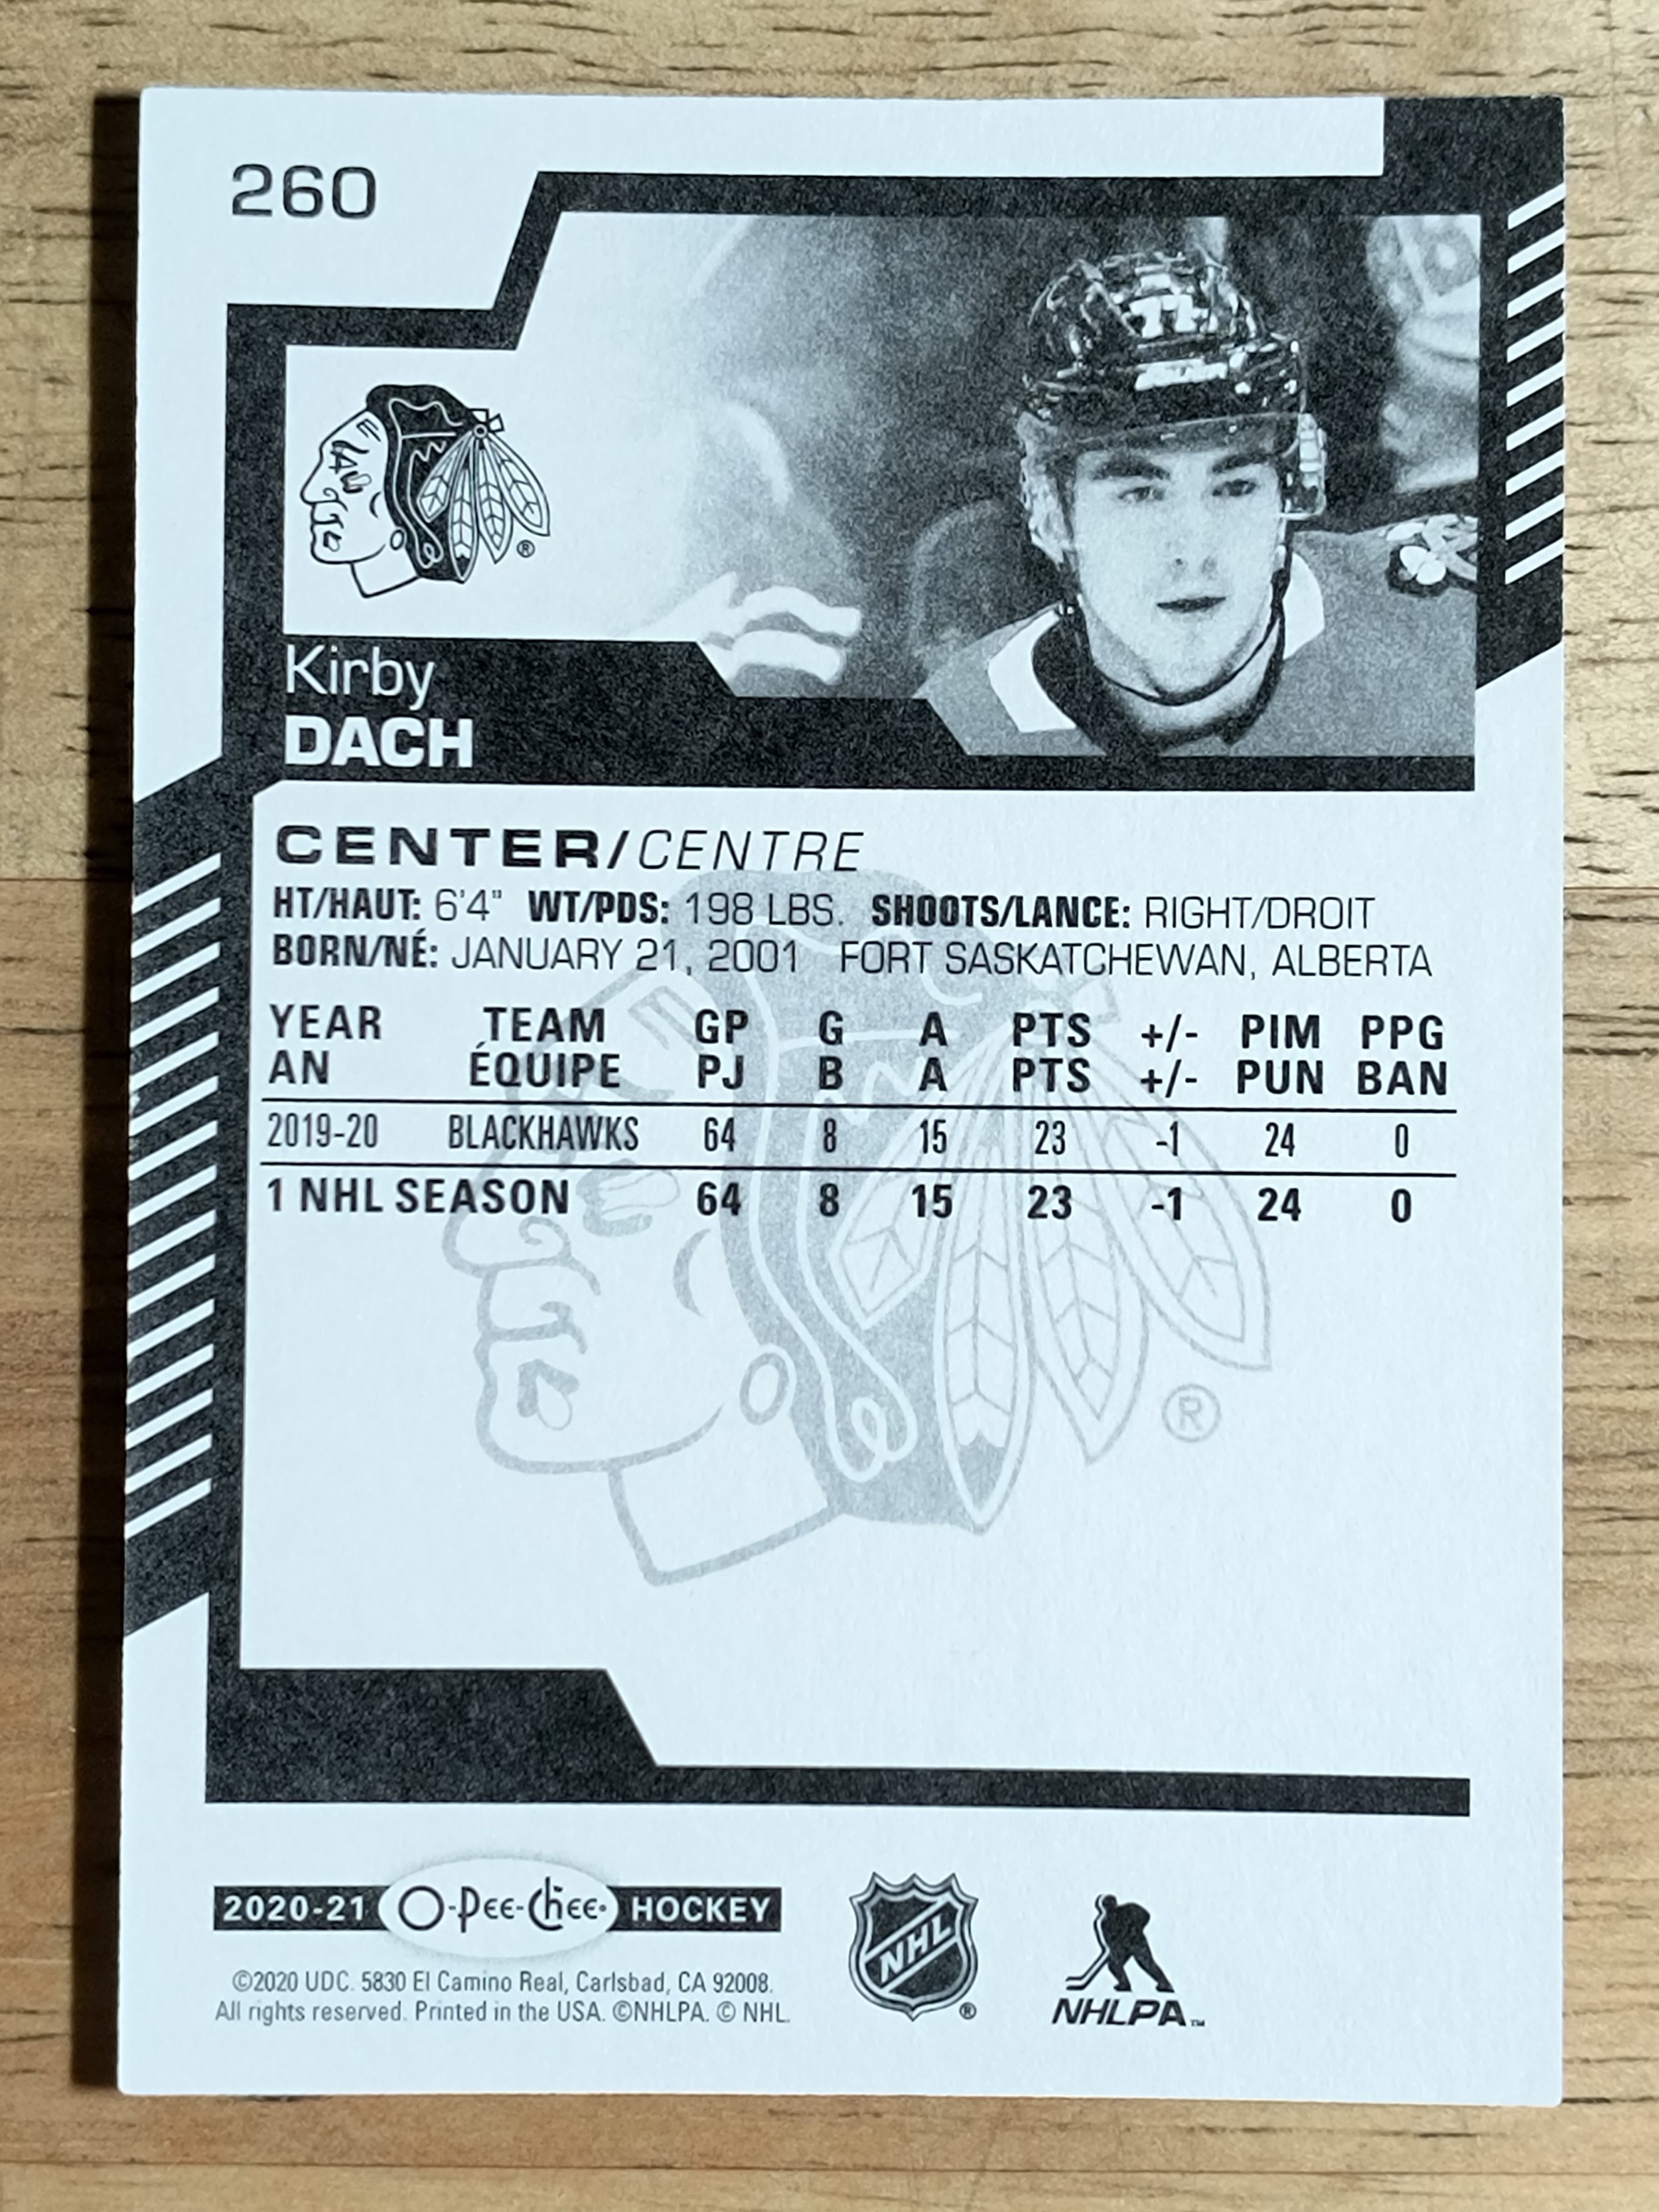 260
Kirby
DACH
CENTER/CENTRE
HT/HAUT: 6'4" WT/PDS: 198 LBS. SHOOTS/LANCE: RIGHT/DROIT
BORN/NÉ: JANUARY 21, 2001 FORT SASKATCHEWAN, ALBERTA
YEAR TEAM GP G A PTS +/- PIM PPG
AN ÉQUIPE PJ B A PTS +/- PUN BAN
2019-20 BLACKHAWKS 64 8 15 23 -1 24 0
1 NHL SEASON 64 8 15 23 -1 24 0
2020-21 O-Pee-Chee HOCKEY
©2020 UDC. 5830 El Camino Real, Carlsbad, CA 92008.
All rights reserved. Printed in the USA. ©NHLPA. © NHL.
NHL ®
NHLPA™